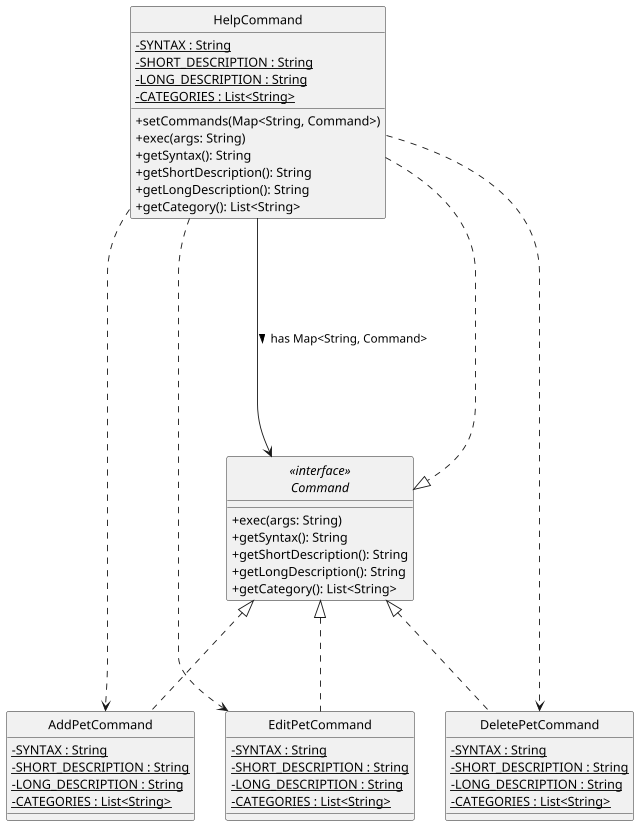 HelpCommand
-SYNTAX : String
-SHORT_DESCRIPTION : String
-LONG_DESCRIPTION : String
-CATEGORIES : List<String>
+setCommands(Map<String, Command>)
+exec(args: String)
+getSyntax(): String
+getShortDescription(): String
+getLongDescription(): String
+getCategory(): List<String>
has Map<String, Command>
«interface»
Command
+exec(args: String)
+getSyntax(): String
+getShortDescription(): String
+getLongDescription(): String
+getCategory(): List<String>
AddPetCommand
-SYNTAX : String
-SHORT_DESCRIPTION : String
-LONG_DESCRIPTION : String
-CATEGORIES : List<String>
EditPetCommand
-SYNTAX : String
-SHORT_DESCRIPTION : String
-LONG_DESCRIPTION : String
-CATEGORIES : List<String>
DeletePetCommand
-SYNTAX : String
-SHORT_DESCRIPTION : String
-LONG_DESCRIPTION : String
-CATEGORIES : List<String>